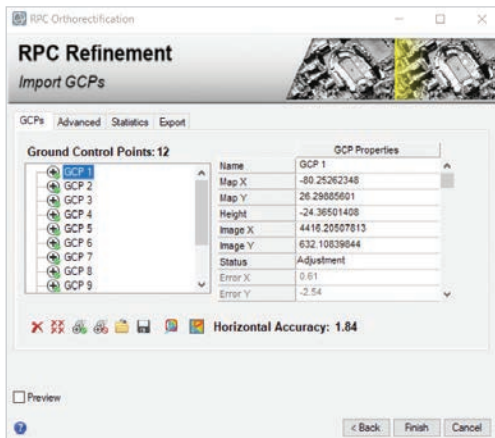 RPC Orthorectification
RPC Refinement
Import GCPs
GCPs Advanced Statistics Export
Ground Control Points: 12
GCP 1
GCP 2
GCP 3
GCP 4
GCP 5
GCP 6
GCP 7
GCP 8
GCP 9
GCP Properties
Name GCP 1
Map X -80.25262348
Map Y 26.29885601
Height -24.36501408
Image X 4416.20507813
Image Y 632.10839844
Status Adjustment
Error X 0.61
Error Y -2.54
Horizontal Accuracy: 1.84
Preview
< Back Finish Cancel